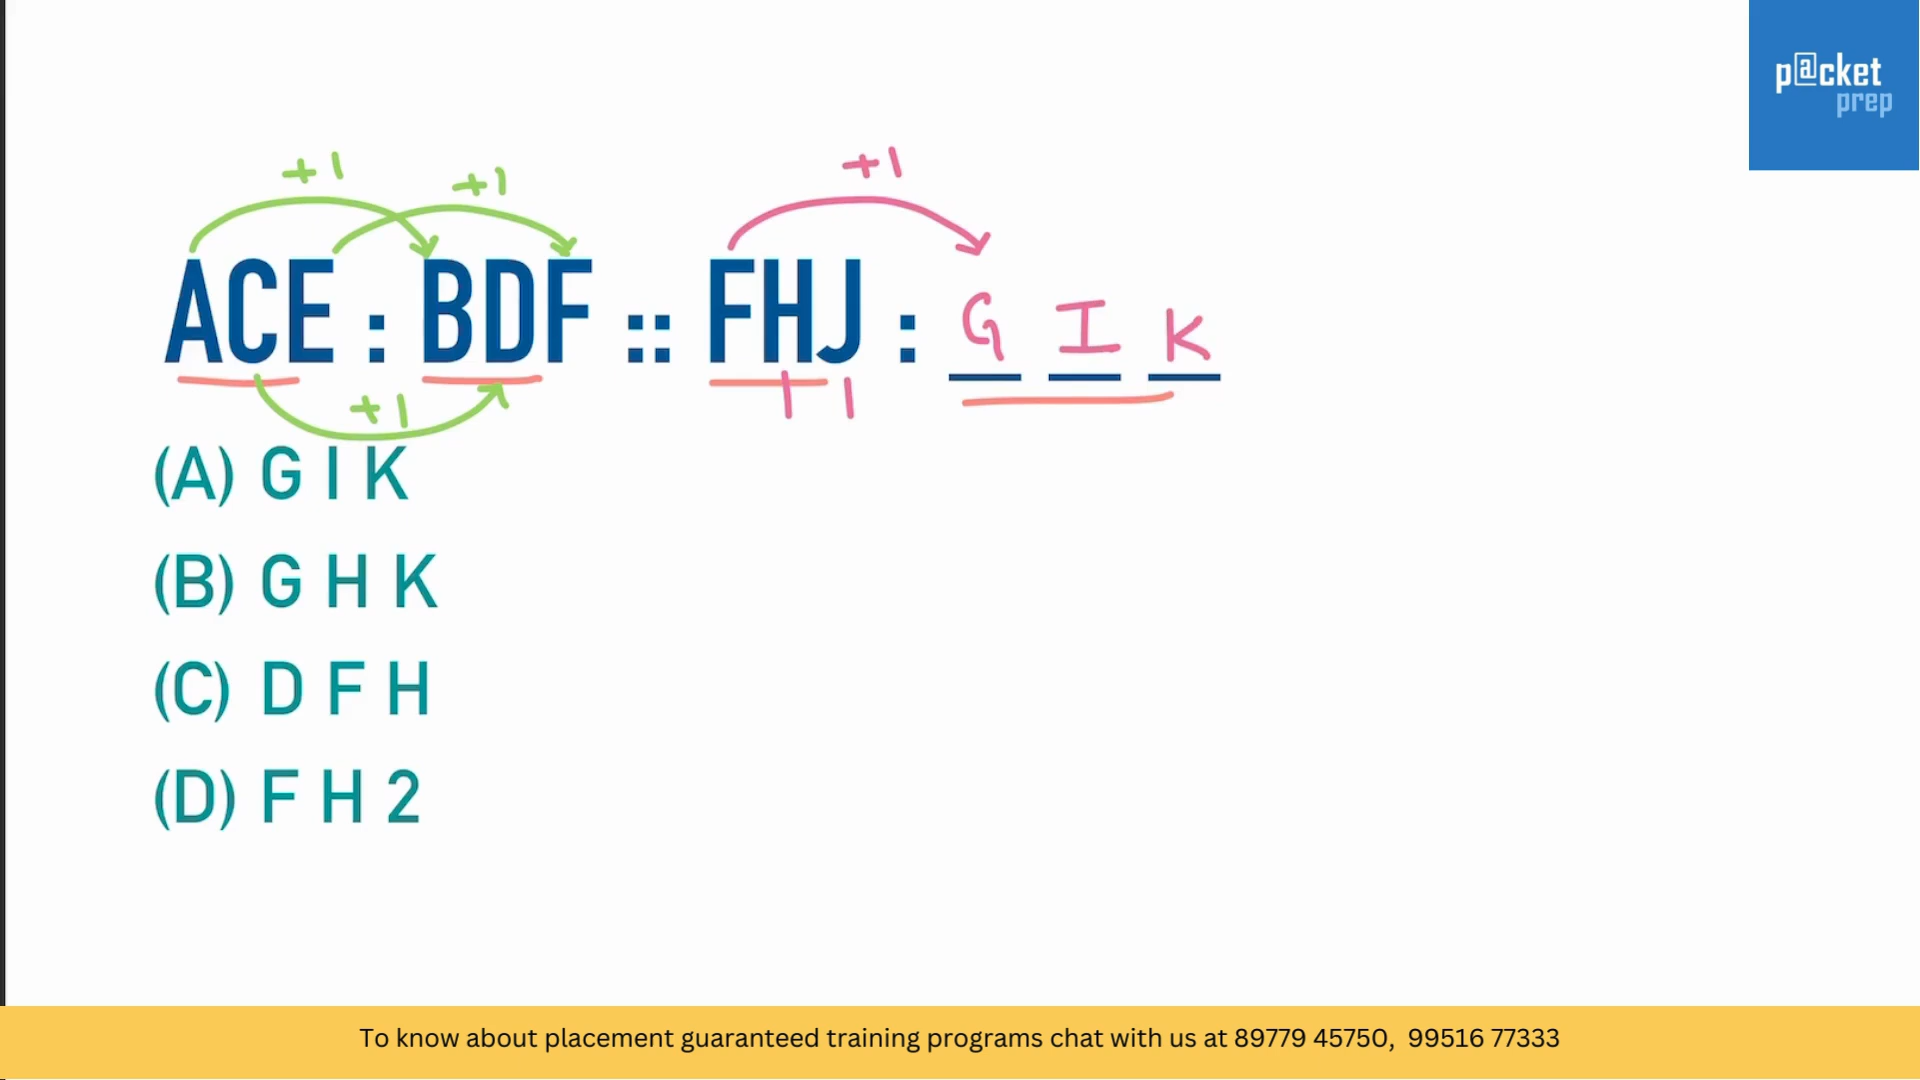 p@cket
prep
+1 +1 +1
ACE : BDF :: FHJ : G I K
+1 1 1
(A) G I K
(B) G H K
(C) D F H
(D) F H 2
To know about placement guaranteed training programs chat with us at 89779 45750, 99516 77333